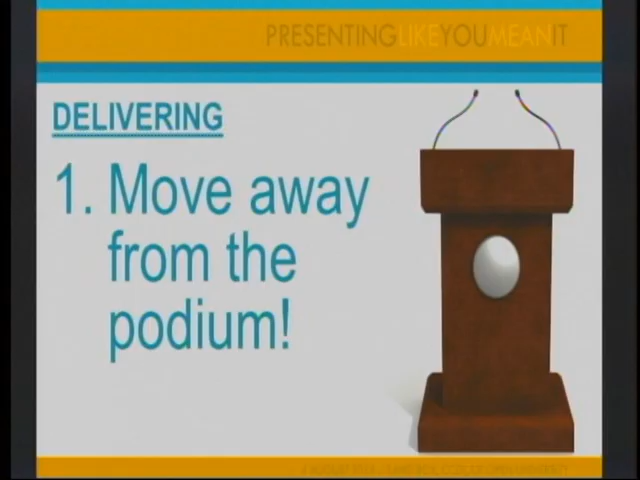 PRESENTINGLIKEYOUMEANIT
DELIVERING
1. Move away
from the
podium!